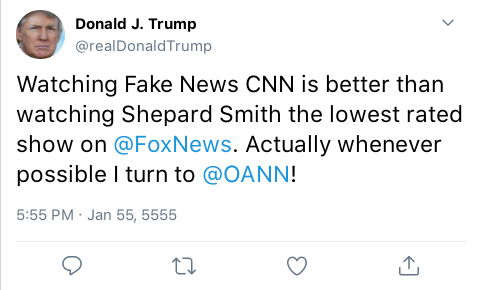 Donald J. Trump
@realDonaldTrump
Watching Fake News CNN is better than
watching Shepard Smith the lowest rated
show on @FoxNews. Actually whenever
possible I turn to @OANN!
5:55 PM · Jan 55, 5555